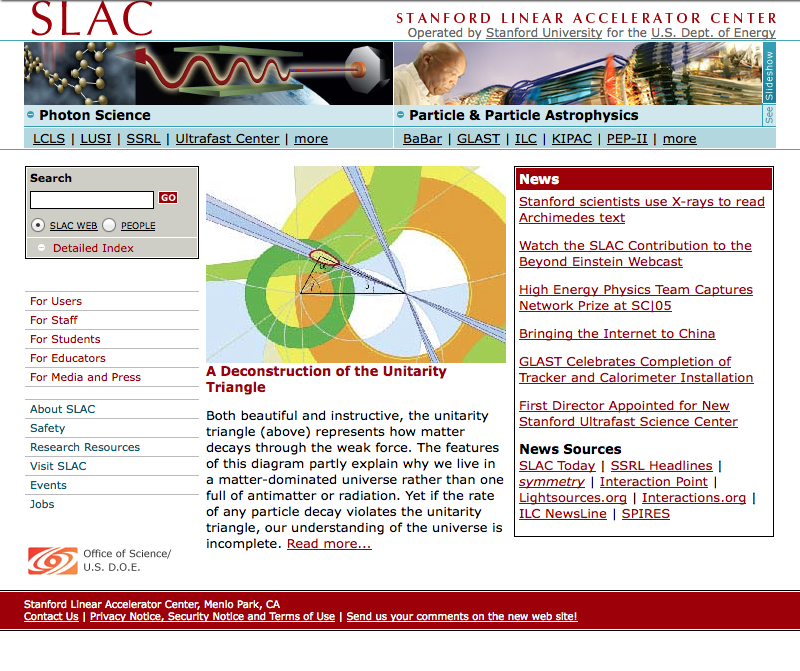 SLAC
STANFORD LINEAR ACCELERATOR CENTER
Operated by Stanford University for the U.S. Dept. of Energy
See Slideshow
Photon Science
LCLS | LUSI | SSRL | Ultrafast Center | more
Particle & Particle Astrophysics
BaBar | GLAST | ILC | KIPAC | PEP-II | more
Search
GO
SLAC WEB PEOPLE
Detailed Index
For Users
For Staff
For Students
For Educators
For Media and Press
About SLAC
Safety
Research Resources
Visit SLAC
Events
Jobs
Office of Science/
U.S. D.O.E.
A Deconstruction of the Unitarity
Triangle
Both beautiful and instructive, the unitarity
triangle (above) represents how matter
decays through the weak force. The features
of this diagram partly explain why we live in
a matter-dominated universe rather than one
full of antimatter or radiation. Yet if the rate
of any particle decay violates the unitarity
triangle, our understanding of the universe is
incomplete. Read more...
News
Stanford scientists use X-rays to read
Archimedes text
Watch the SLAC Contribution to the
Beyond Einstein Webcast
High Energy Physics Team Captures
Network Prize at SC|05
Bringing the Internet to China
GLAST Celebrates Completion of
Tracker and Calorimeter Installation
First Director Appointed for New
Stanford Ultrafast Science Center
News Sources
SLAC Today | SSRL Headlines |
symmetry | Interaction Point |
Lightsources.org | Interactions.org |
ILC NewsLine | SPIRES
Stanford Linear Accelerator Center, Menlo Park, CA
Contact Us | Privacy Notice, Security Notice and Terms of Use | Send us your comments on the new web site!